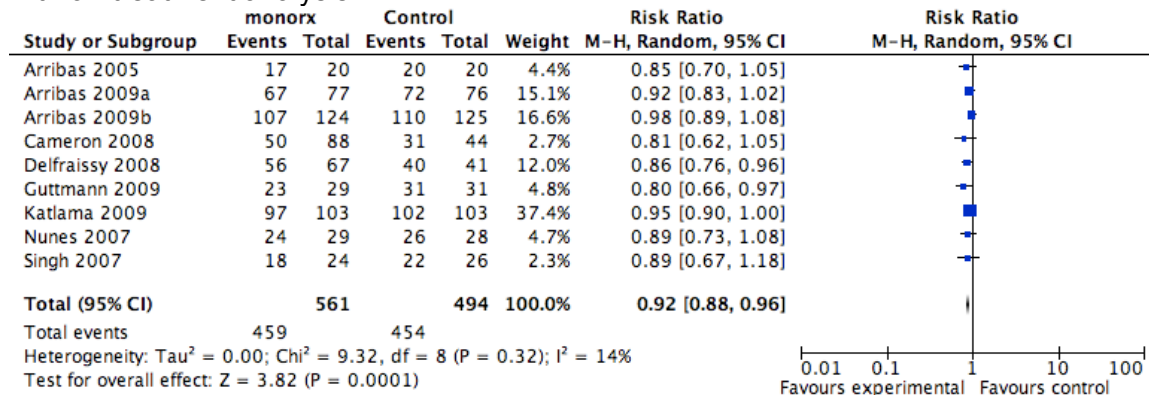 monorx Control Risk Ratio Risk Ratio
Study or Subgroup Events Total Events Total Weight M-H, Random, 95% CI M-H, Random, 95% CI
Arribas 2005 17 20 20 20 4.4% 0.85 [0.70, 1.05]
Arribas 2009a 67 77 72 76 15.1% 0.92 [0.83, 1.02]
Arribas 2009b 107 124 110 125 16.6% 0.98 [0.89, 1.08]
Cameron 2008 50 88 31 44 2.7% 0.81 [0.62, 1.05]
Delfraissy 2008 56 67 40 41 12.0% 0.86 [0.76, 0.96]
Guttmann 2009 23 29 31 31 4.8% 0.80 [0.66, 0.97]
Katlama 2009 97 103 102 103 37.4% 0.95 [0.90, 1.00]
Nunes 2007 24 29 26 28 4.7% 0.89 [0.73, 1.08]
Singh 2007 18 24 22 26 2.3% 0.89 [0.67, 1.18]
Total (95% CI) 561 494 100.0% 0.92 [0.88, 0.96]
Total events 459 454
Heterogeneity: Tau² = 0.00; Chi² = 9.32, df = 8 (P = 0.32); I² = 14%
Test for overall effect: Z = 3.82 (P = 0.0001)
0.01 0.1 1 10 100
Favours experimental Favours control